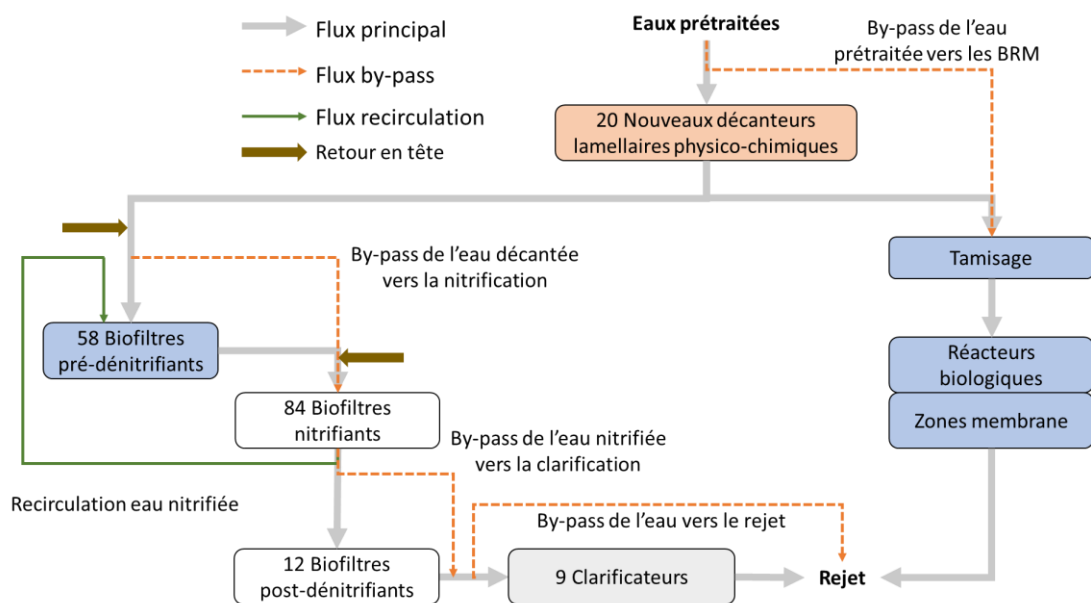 Flux principal
Flux by-pass
Flux recirculation
Retour en tête
Eaux prétraitées
By-pass de l'eau
prétraitée vers les BRM
20 Nouveaux décanteurs
lamellaires physico-chimiques
By-pass de l'eau décantée
vers la nitrification
Tamisage
58 Biofiltres
pré-dénitrifiants
Réacteurs
biologiques
Zones membrane
84 Biofiltres
nitrifiants
By-pass de l'eau nitrifiée
vers la clarification
Recirculation eau nitrifiée
By-pass de l'eau vers le rejet
12 Biofiltres
post-dénitrifiants
9 Clarificateurs
Rejet